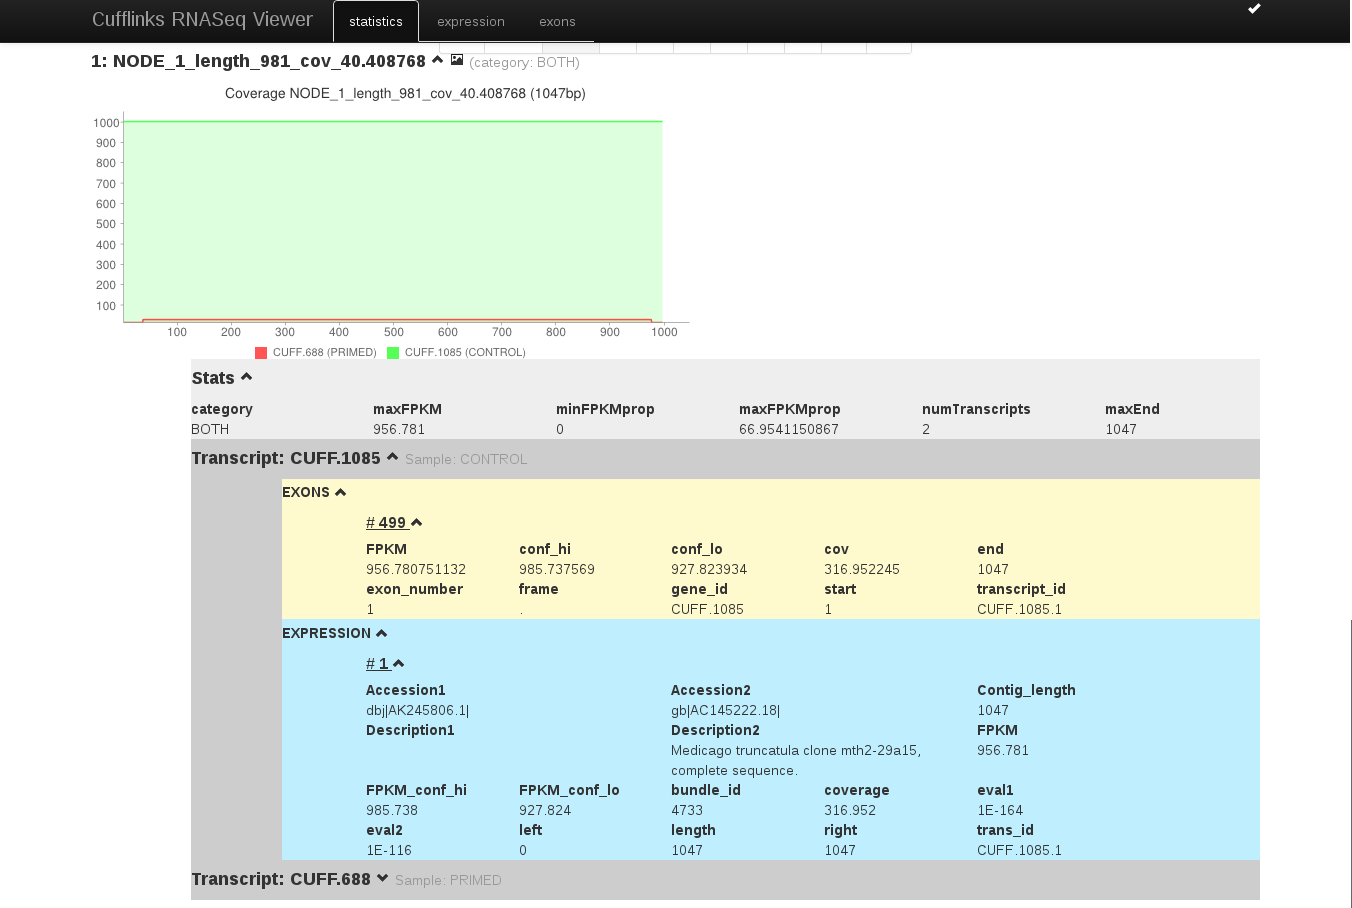 Cufflinks RNASeq Viewer statistics expression exons
1: NODE_1_length_981_cov_40.408768 (category: BOTH)
Coverage NODE_1_length_981_cov_40.408768 (1047bp)
1000
900
800
700
600
500
400
300
200
100
100 200 300 400 500 600 700 800 900 1000
CUFF.688 (PRIMED) CUFF.1085 (CONTROL)
Stats
category maxFPKM minFPKMprop maxFPKMprop numTranscripts maxEnd
BOTH 956.781 0 66.9541150867 2 1047
Transcript: CUFF.1085 Sample: CONTROL
EXONS
# 499
FPKM conf_hi conf_lo cov end
956.780751132 985.737569 927.823934 316.952245 1047
exon_number frame gene_id start transcript_id
1 . CUFF.1085 1 CUFF.1085.1
EXPRESSION
# 1
Accession1 Accession2 Contig_length
dbj|AK245806.1| gb|AC145222.18| 1047
Description1 Description2 FPKM
Medicago truncatula clone mth2-29a15, 956.781
complete sequence.
FPKM_conf_hi FPKM_conf_lo bundle_id coverage eval1
985.738 927.824 4733 316.952 1E-164
eval2 left length right trans_id
1E-116 0 1047 1047 CUFF.1085.1
Transcript: CUFF.688 Sample: PRIMED